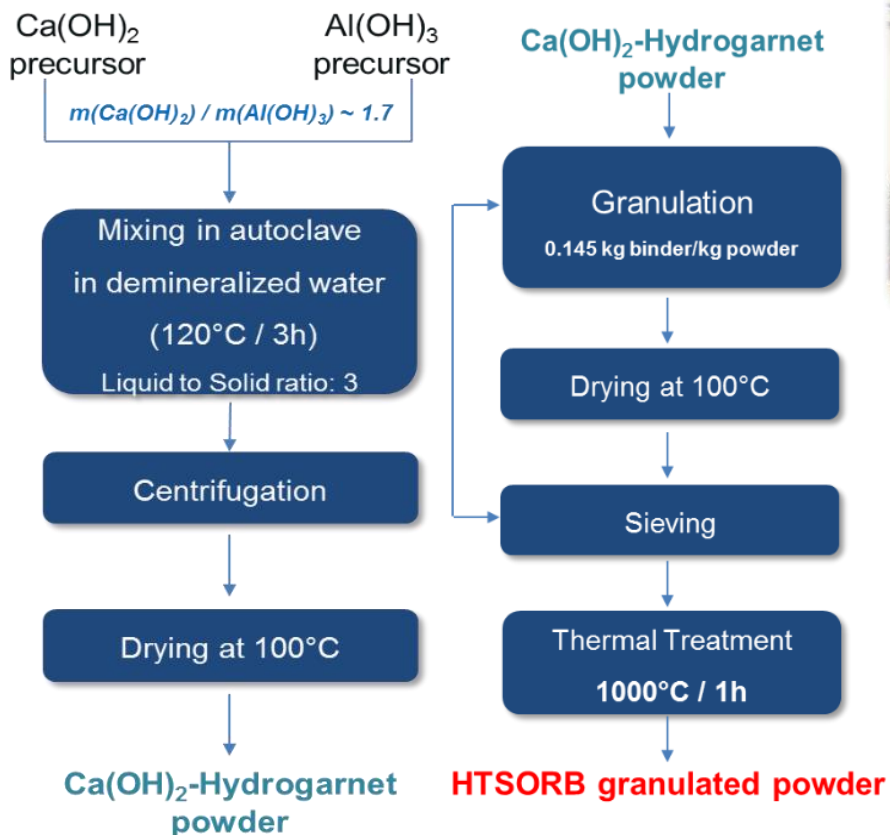 Ca(OH)₂
precursor
Al(OH)₃
precursor
m(Ca(OH)₂) / m(Al(OH)₃) ~ 1.7
Mixing in autoclave
in demineralized water
(120°C / 3h)
Liquid to Solid ratio: 3
Centrifugation
Drying at 100°C
Ca(OH)₂-Hydrogarnet
powder
Ca(OH)₂-Hydrogarnet
powder
Granulation
0.145 kg binder/kg powder
Drying at 100°C
Sieving
Thermal Treatment
1000°C / 1h
HTSORB granulated powder